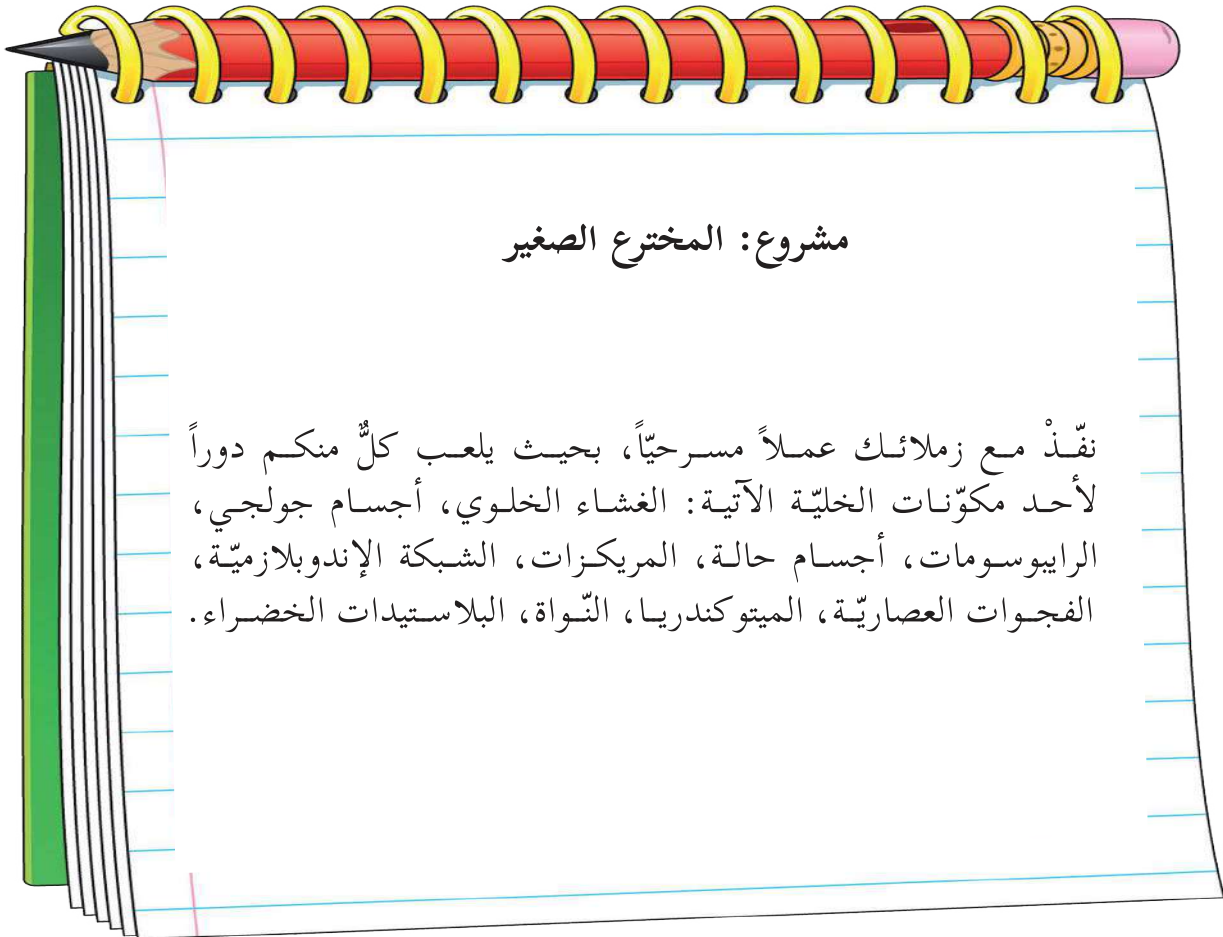 مشروع: المخترع الصغير
نفّذْ مع زملائك عملاً مسرحيّاً، بحيث يلعب كلٌّ منكم دوراً
لأحد مكوّنات الخليّة الآتية: الغشاء الخلوي، أجسام جولجي،
الرايبوسومات، أجسام حالة، المريكزات، الشبكة الإندوبلازميّة،
الفجوات العصاريّة، الميتوكندريا، النّواة، البلاستيدات الخضراء.